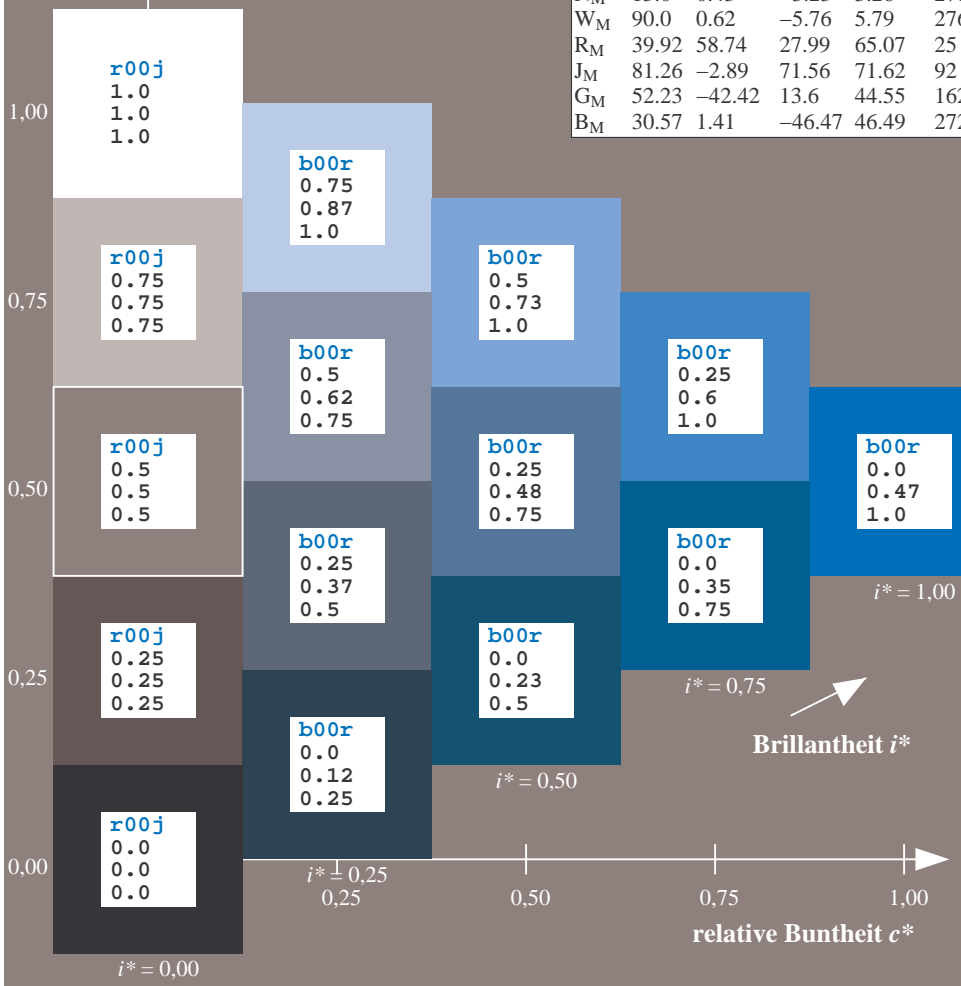 W_M 90.0 0.62 −5.76 5.79
R_M 39.92 58.74 27.99 65.07 25
J_M 81.26 −2.89 71.56 71.62 92
G_M 52.23 −42.42 13.6 44.55
B_M 30.57 1.41 −46.47 46.49
r00j
1.0
1.0
1.0
1,00
b00r
0.75
0.87
1.0
r00j
0.75
0.75
0.75
b00r
0.5
0.73
1.0
0,75
b00r
0.5
0.62
0.75
b00r
0.25
0.6
1.0
r00j
0.5
0.5
0.5
b00r
0.25
0.48
0.75
b00r
0.0
0.47
1.0
0,50
b00r
0.25
0.37
0.5
b00r
0.0
0.35
0.75
i* = 1,00
r00j
0.25
0.25
0.25
b00r
0.0
0.23
0.5
0,25
i* = 0,75
b00r
0.0
0.12
0.25
Brillantheit i*
i* = 0,50
r00j
0.0
0.0
0.0
0,00
i* = 0,25
0,25 0,50 0,75 1,00
relative Buntheit c*
i* = 0,00